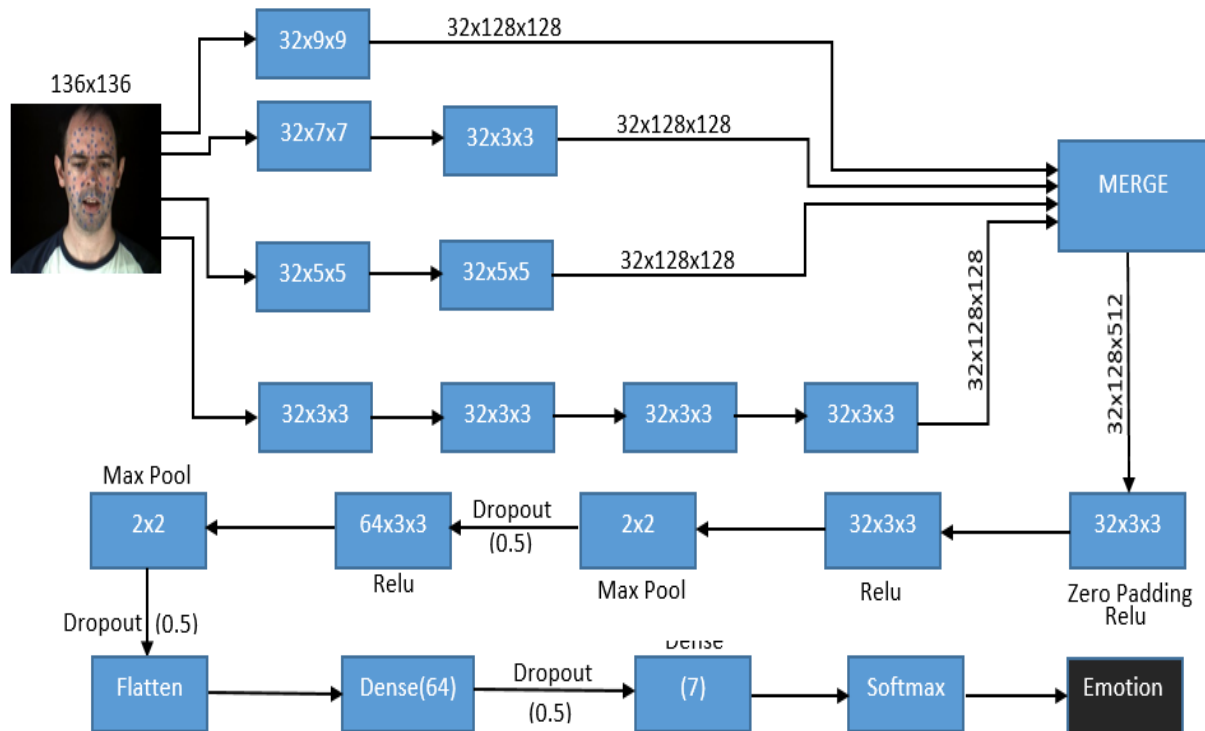 136x136
32x9x9
32x128x128
32x7x7
32x3x3
32x128x128
MERGE
32x5x5
32x5x5
32x128x128
32x128x128
32x128x512
32x3x3
32x3x3
32x3x3
32x3x3
Max Pool
2x2
64x3x3
Relu
Dropout
(0.5)
2x2
Max Pool
32x3x3
Relu
32x3x3
Zero Padding
Relu
Dropout (0.5)
Flatten
Dense(64)
Dropout
(0.5)
Dense
(7)
Softmax
Emotion